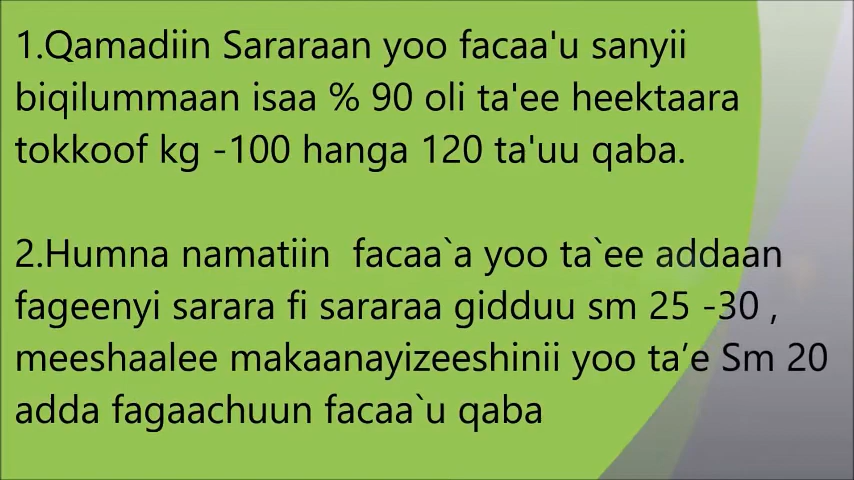 1.Qamadiin Sararaan yoo facaa'u sanyii
biqilummaan isaa % 90 oli ta'ee heektaara
tokkoof kg -100 hanga 120 ta'uu qaba.
2.Humna namatiin facaa`a yoo ta`ee addaan
fageenyi sarara fi sararaa gidduu sm 25 -30 ,
meeshaalee makaanayizeeshinii yoo ta’e Sm 20
adda fagaachuun facaa`u qaba